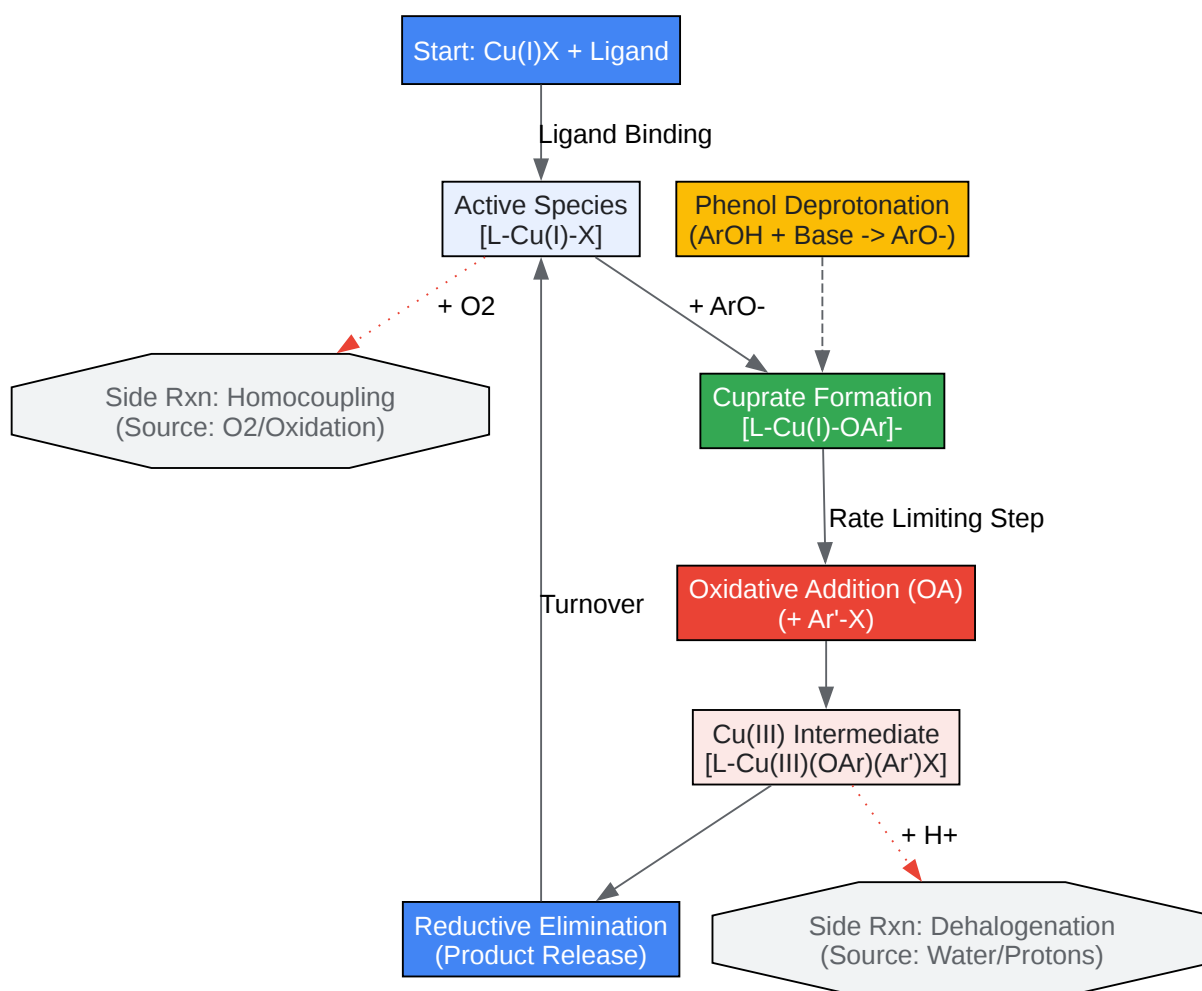 Start: Cu(I)X + Ligand
Ligand Binding
Active Species
[L-Cu(I)-X]
Phenol Deprotonation
(ArOH + Base -> ArO-)
+ O2
+ ArO-
Side Rxn: Homocoupling
(Source: O2/Oxidation)
Cuprate Formation
[L-Cu(I)-OAr]-
Rate Limiting Step
Oxidative Addition (OA)
(+ Ar'-X)
Turnover
Cu(III) Intermediate
[L-Cu(III)(OAr)(Ar')X]
+ H+
Reductive Elimination
(Product Release)
Side Rxn: Dehalogenation
(Source: Water/Protons)